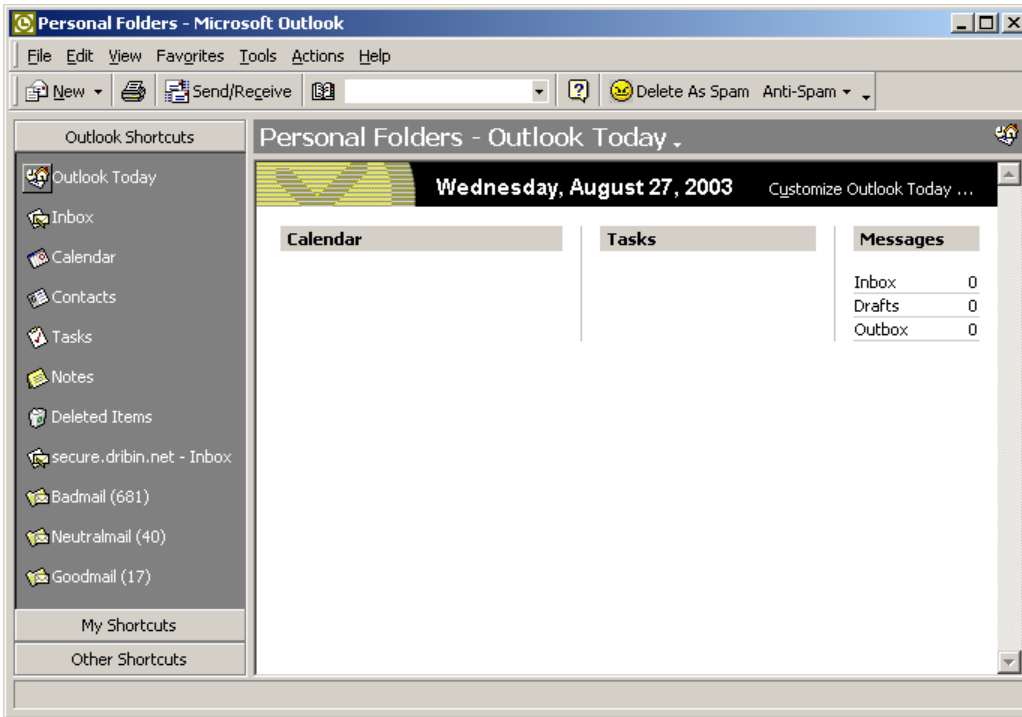 Personal Folders - Microsoft Outlook
File Edit View Favorites Tools Actions Help
New Send/Receive Delete As Spam Anti-Spam
Outlook Shortcuts
Personal Folders - Outlook Today
Wednesday, August 27, 2003 Customize Outlook Today ...
Outlook Today
Inbox
Calendar
Contacts
Tasks
Notes
Deleted Items
secure.dribin.net - Inbox
Badmail (681)
Neutralmail (40)
Goodmail (17)
My Shortcuts
Other Shortcuts
Calendar
Tasks
Messages
Inbox 0
Drafts 0
Outbox 0